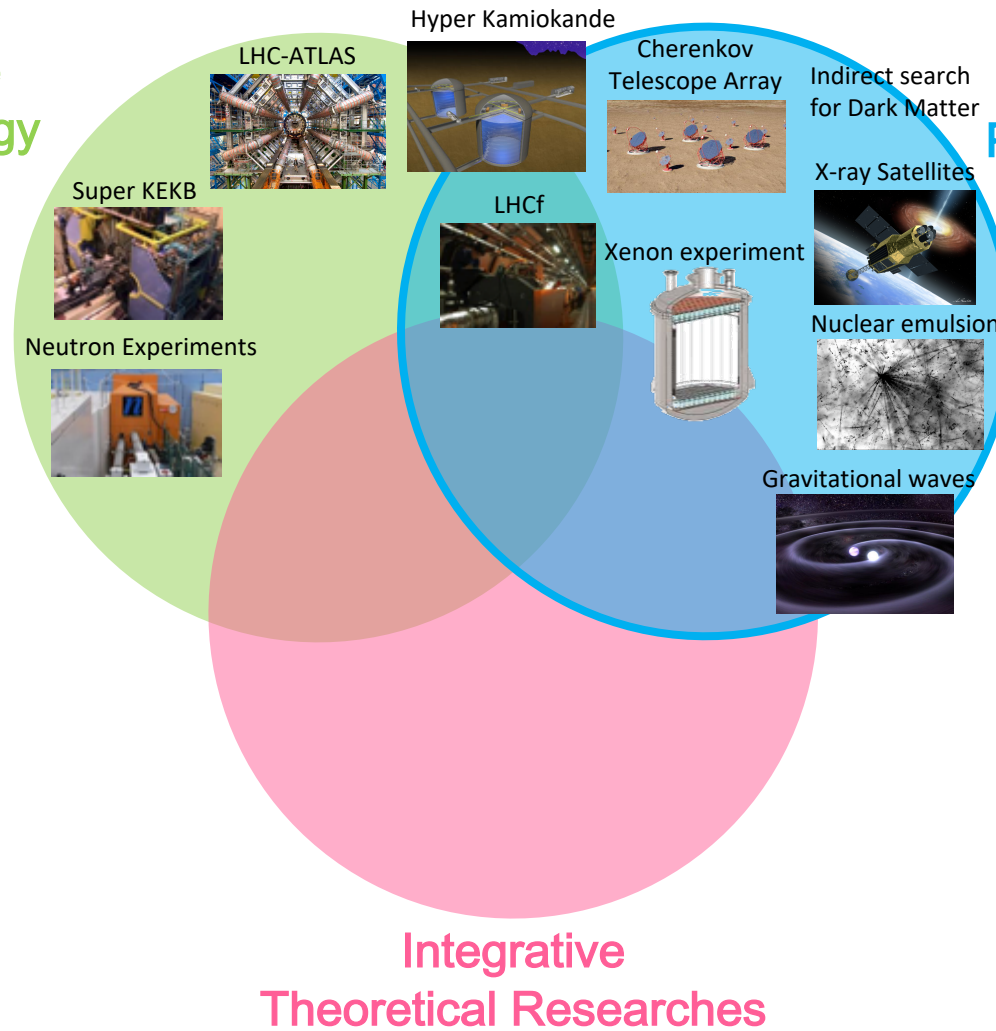 Hyper Kamiokande
LHC-ATLAS
Cherenkov
Telescope Array
Indirect search
for Dark Matter
gy
X-ray Satellites
Super KEKB
LHCf
Xenon experiment
Nuclear emulsion
Neutron Experiments
Gravitational waves
Integrative
Theoretical Researches